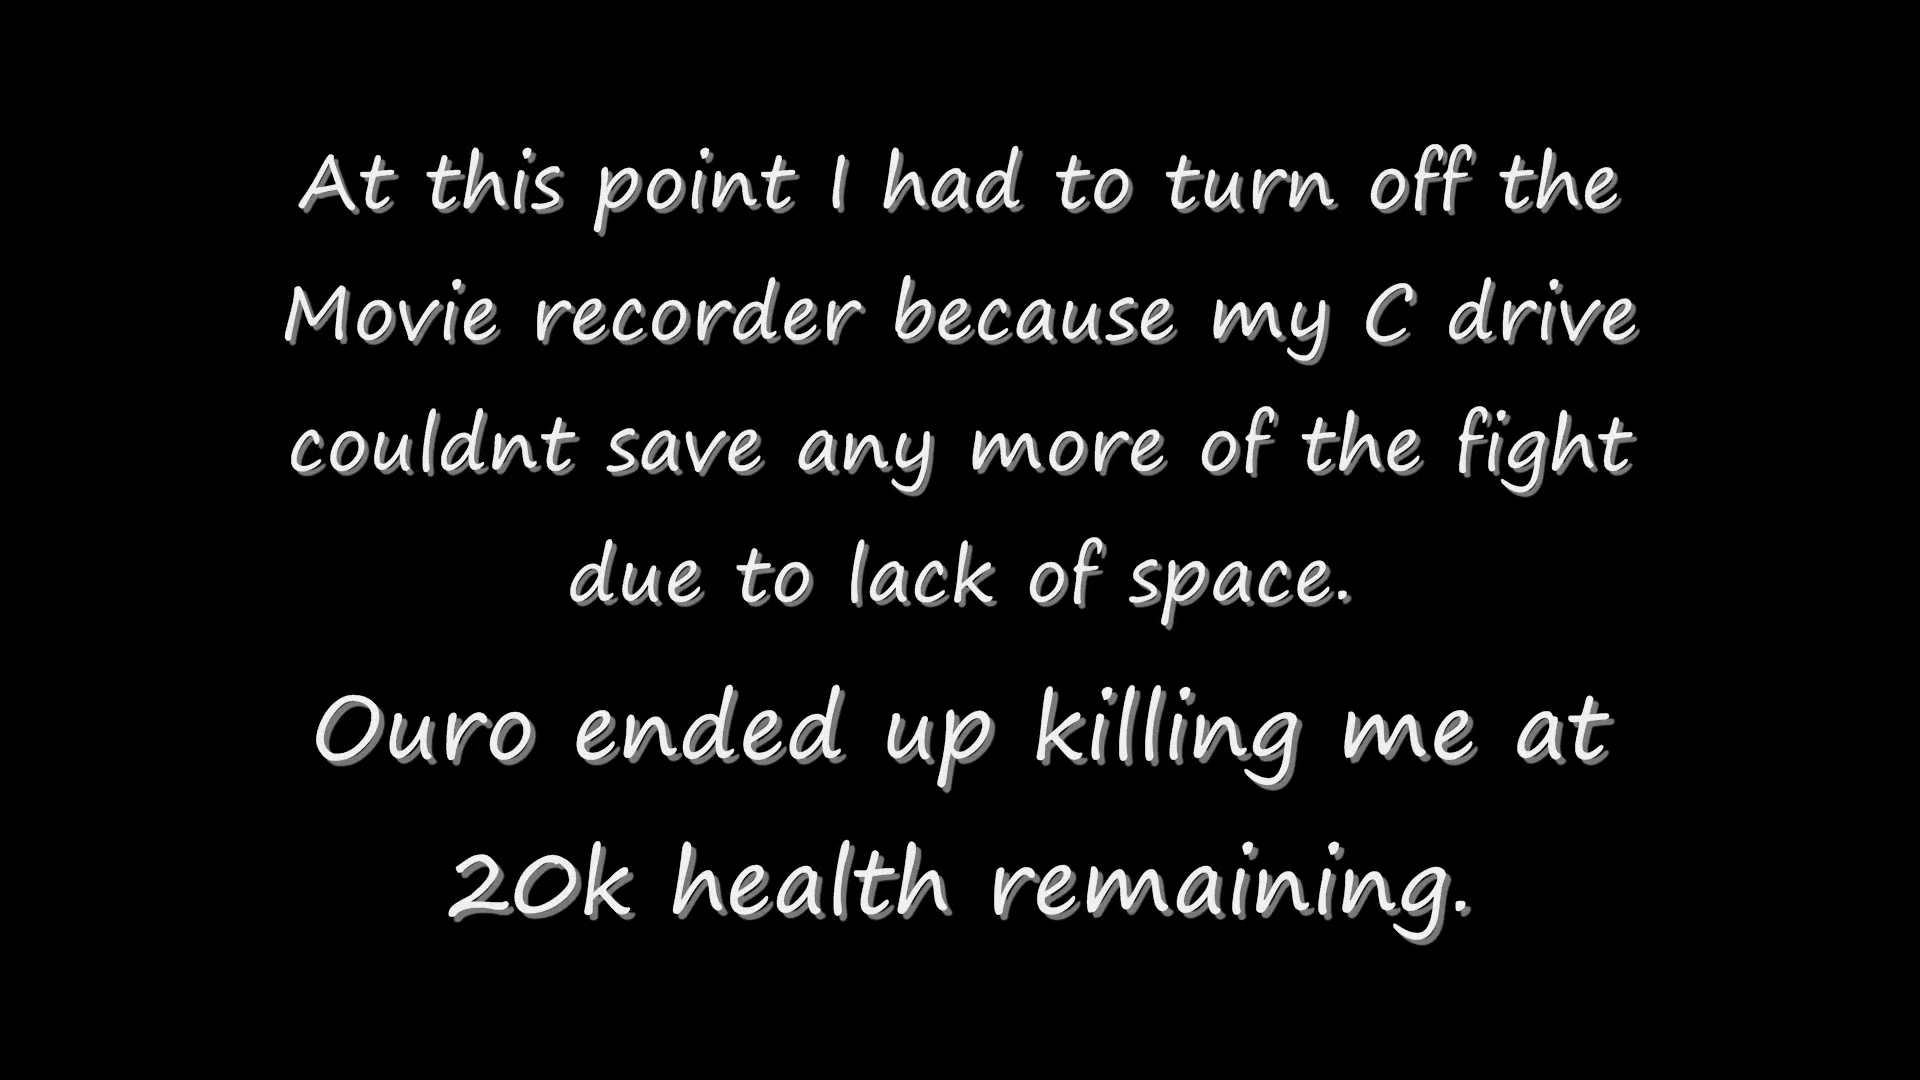 At this point I had to turn off the
Movie recorder because my C drive
couldnt save any more of the fight
due to lack of space.
Ouro ended up killing me at
20k health remaining.